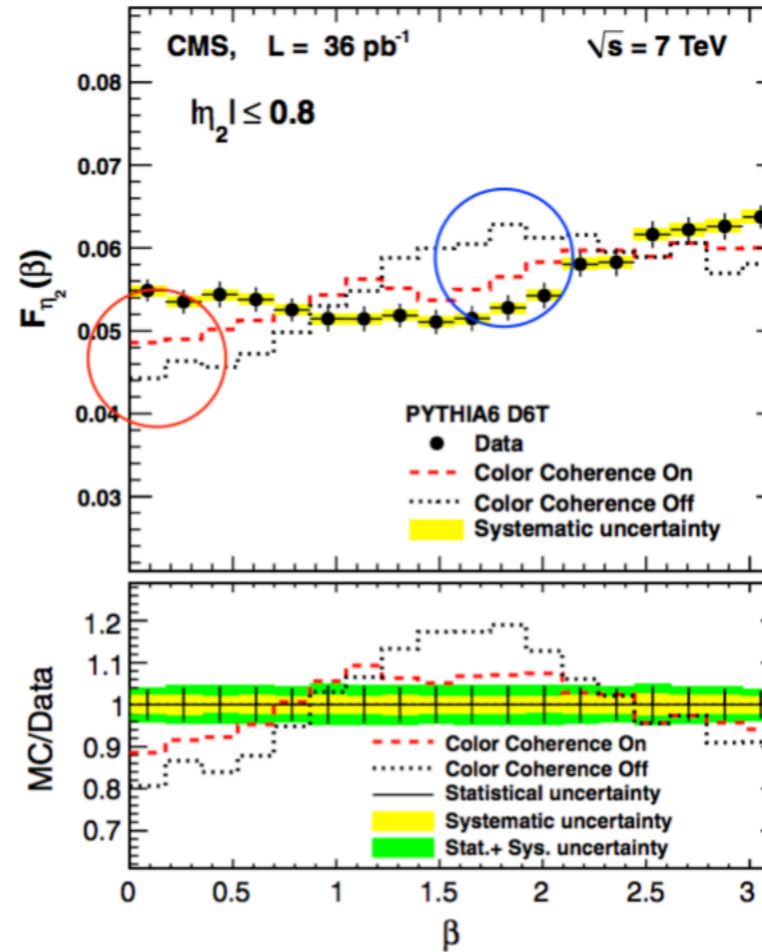 CMS, L = 36 pb⁻¹ √s = 7 TeV
|η₂| ≤ 0.8
F_η₂(β)
0.08
0.07
0.06
0.05
0.04
0.03
PYTHIA6 D6T
Data
Color Coherence On
Color Coherence Off
Systematic uncertainty
MC/Data
1.2
1.1
1
0.9
0.8
0.7
Color Coherence On
Color Coherence Off
Statistical uncertainty
Systematic uncertainty
Stat.+ Sys. uncertainty
0 0.5 1 1.5 2 2.5 3
β